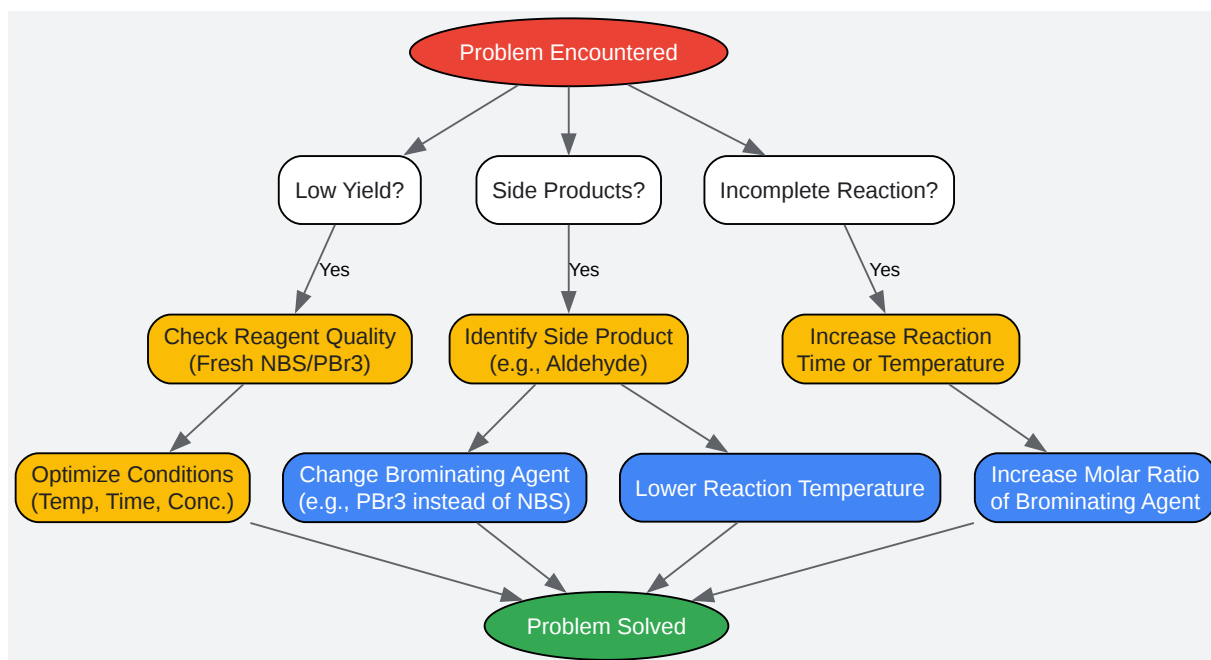 Problem Encountered
Low Yield?
Side Products?
Incomplete Reaction?
Yes
Yes
Yes
Check Reagent Quality
(Fresh NBS/PBr3)
Identify Side Product
(e.g., Aldehyde)
Increase Reaction
Time or Temperature
Optimize Conditions
(Temp, Time, Conc.)
Change Brominating Agent
(e.g., PBr3 instead of NBS)
Lower Reaction Temperature
Increase Molar Ratio
of Brominating Agent
Problem Solved